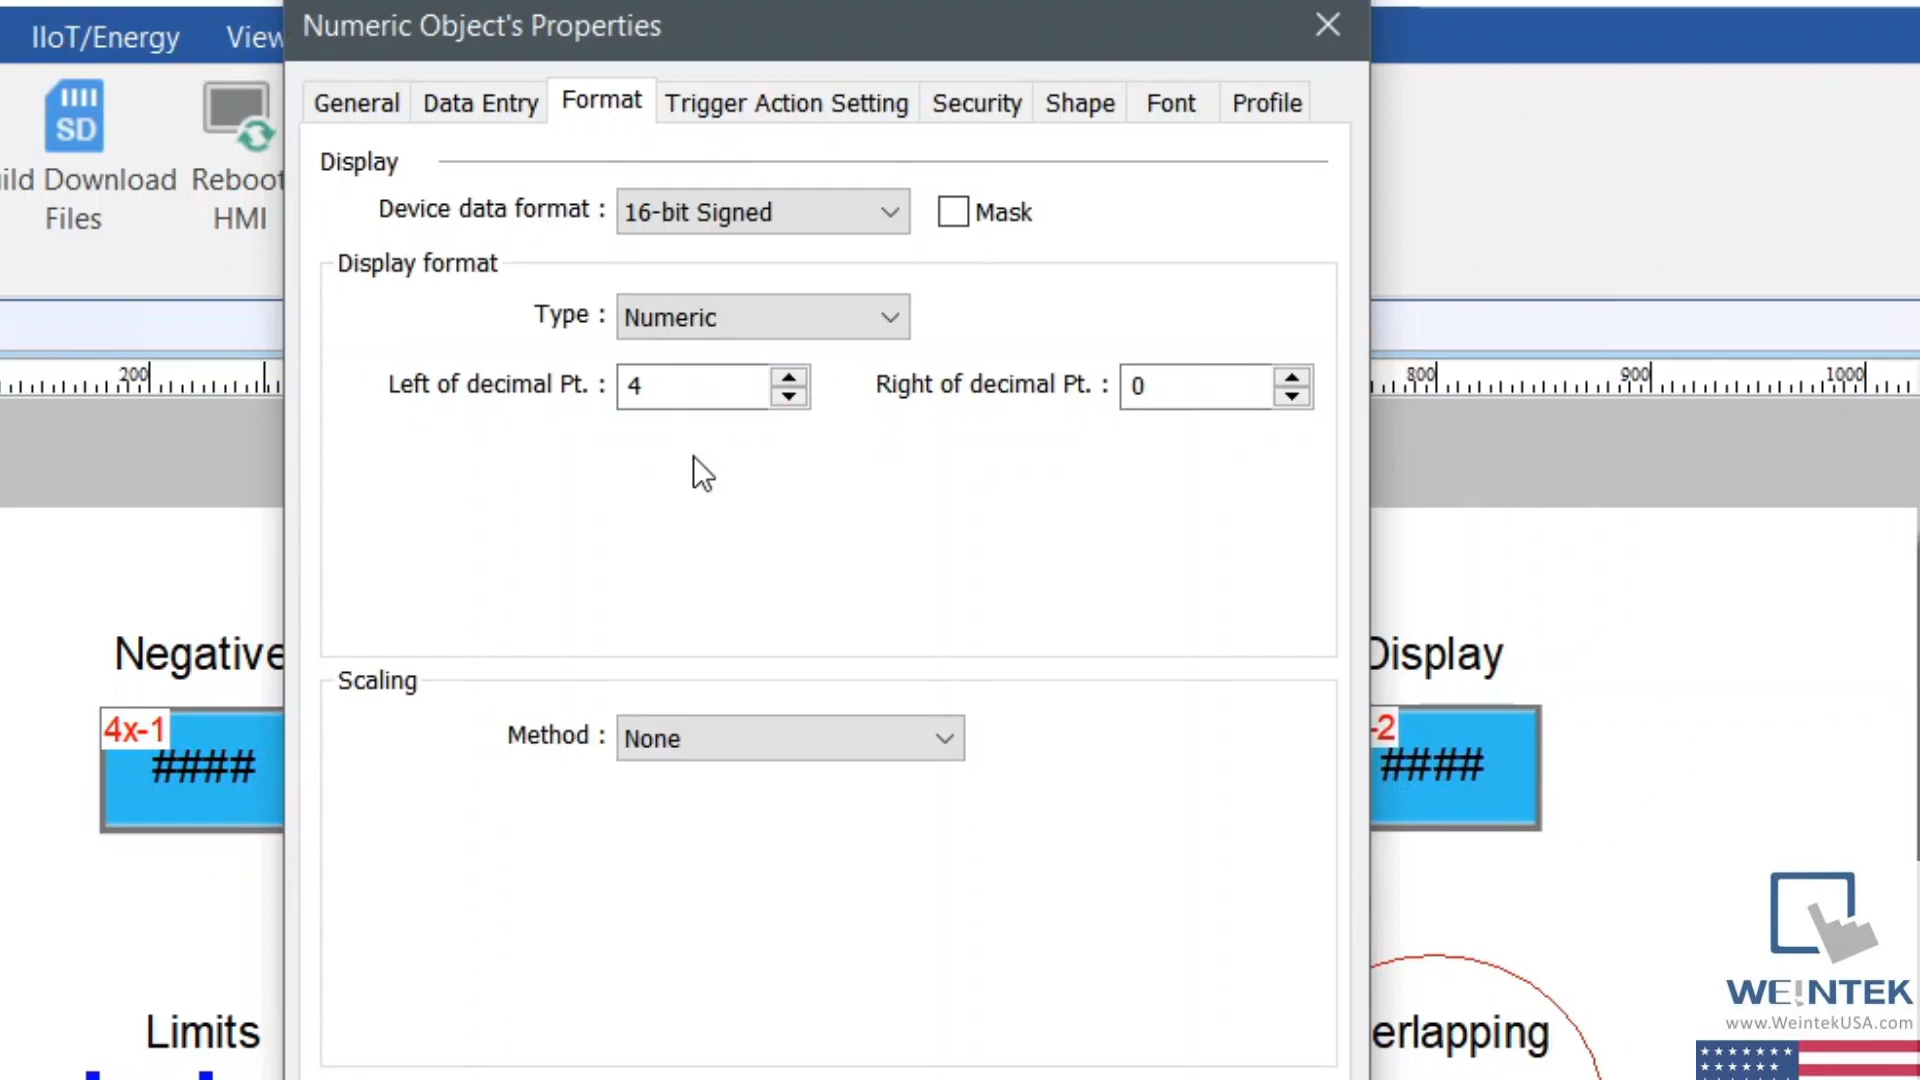 Numeric Object's Properties
IIoT/Energy View
General Data Entry Format Trigger Action Setting Security Shape Font Profile
SD
Download Reboot
Files HMI
Display
Device data format : 16-bit Signed Mask
Display format
Type : Numeric
200 800 900 1000
Left of decimal Pt. : 4 Right of decimal Pt. : 0
Negative Display
Scaling
4x-1 -2
#### ####
Method : None
WEINTEK
www.WeintekUSA.com
Limits erlapping